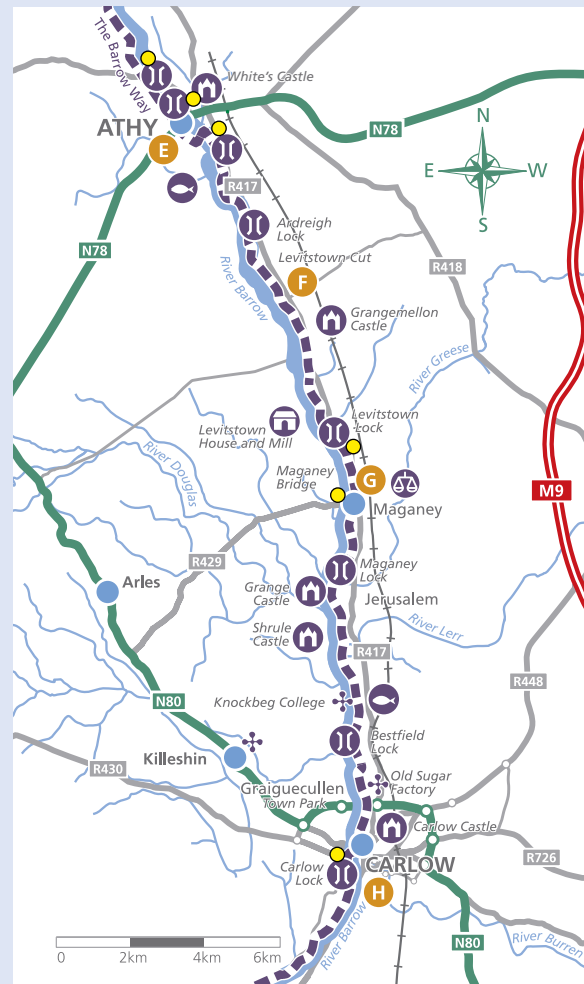 The Barrow Way
White's Castle
ATHY
N78
N
E
W
S
E
R417
Ardreigh
Lock
N78
Levitstown Cut
R418
River Barrow
F
Grangemellon
Castle
River Greese
Levitstown
House and Mill
Levitstown
Lock
River Douglas
Maganey
Bridge
G
M9
Maganey
R429
Maganey
Lock
Arles
Grange
Castle
Jerusalem
Shrule
Castle
River Lerr
R417
R448
N80
Knockbeg College
Bestfield
Lock
Killeshin
R430
Old Sugar
Factory
Graiguecullen
Town Park
Carlow Castle
R726
Carlow
Lock
CARLOW
H
River Barrow
N80
River Burren
0
2km
4km
6km